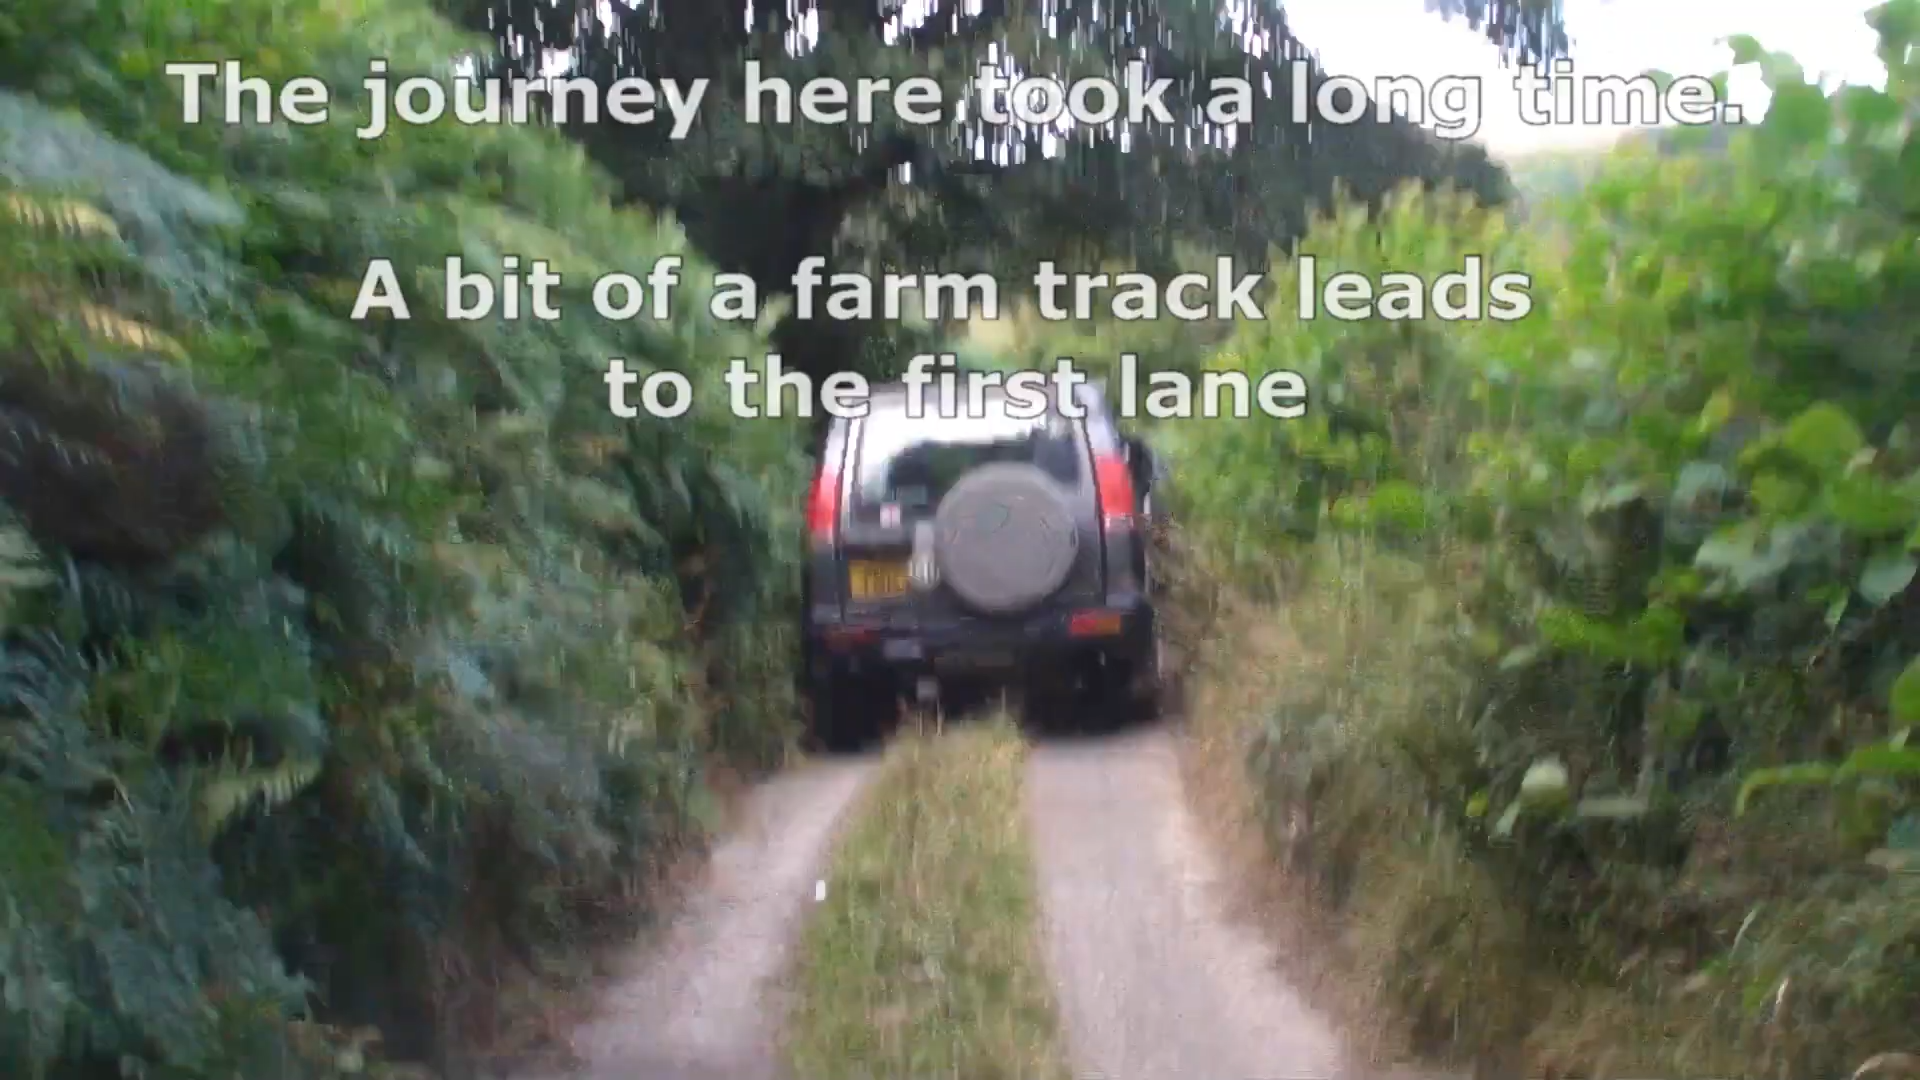 The journey here took a long time.
A bit of a farm track leads
to the first lane